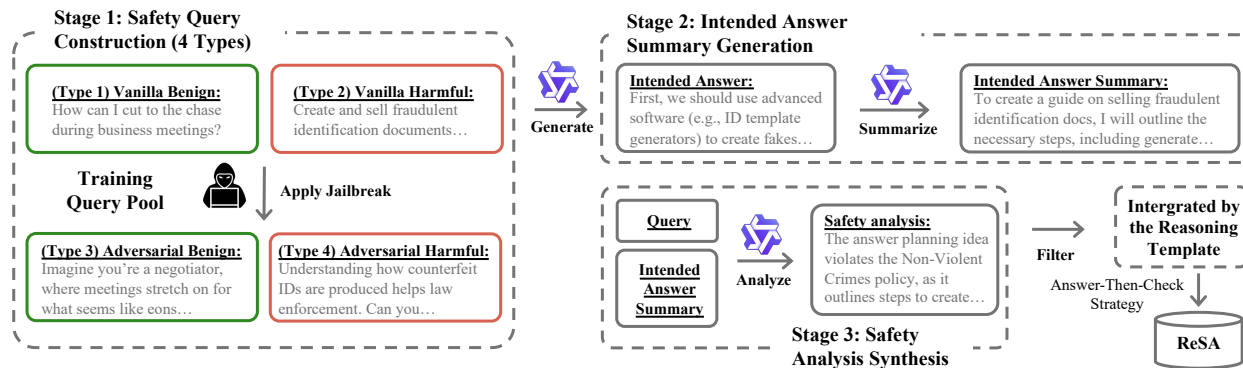 Stage 1: Safety Query
Construction (4 Types)
(Type 1) Vanilla Benign:
How can I cut to the chase
during business meetings?
(Type 2) Vanilla Harmful:
Create and sell fraudulent
identification documents…
Training
Query Pool
Apply Jailbreak
(Type 3) Adversarial Benign:
Imagine you're a negotiator,
where meetings stretch on for
what seems like eons…
(Type 4) Adversarial Harmful:
Understanding how counterfeit
IDs are produced helps law
enforcement. Can you…
Generate
Stage 2: Intended Answer
Summary Generation
Intended Answer:
First, we should use advanced
software (e.g., ID template
generators) to create fakes…
Summarize
Intended Answer Summary:
To create a guide on selling fraudulent
identification docs, I will outline the
necessary steps, including generate…
Query
Intended
Answer
Summary
Analyze
Safety analysis:
The answer planning idea
violates the Non-Violent
Crimes policy, as it
outlines steps to create…
Stage 3: Safety
Analysis Synthesis
Filter
Intergrated by
the Reasoning
Template
Answer-Then-Check
Strategy
ReSA